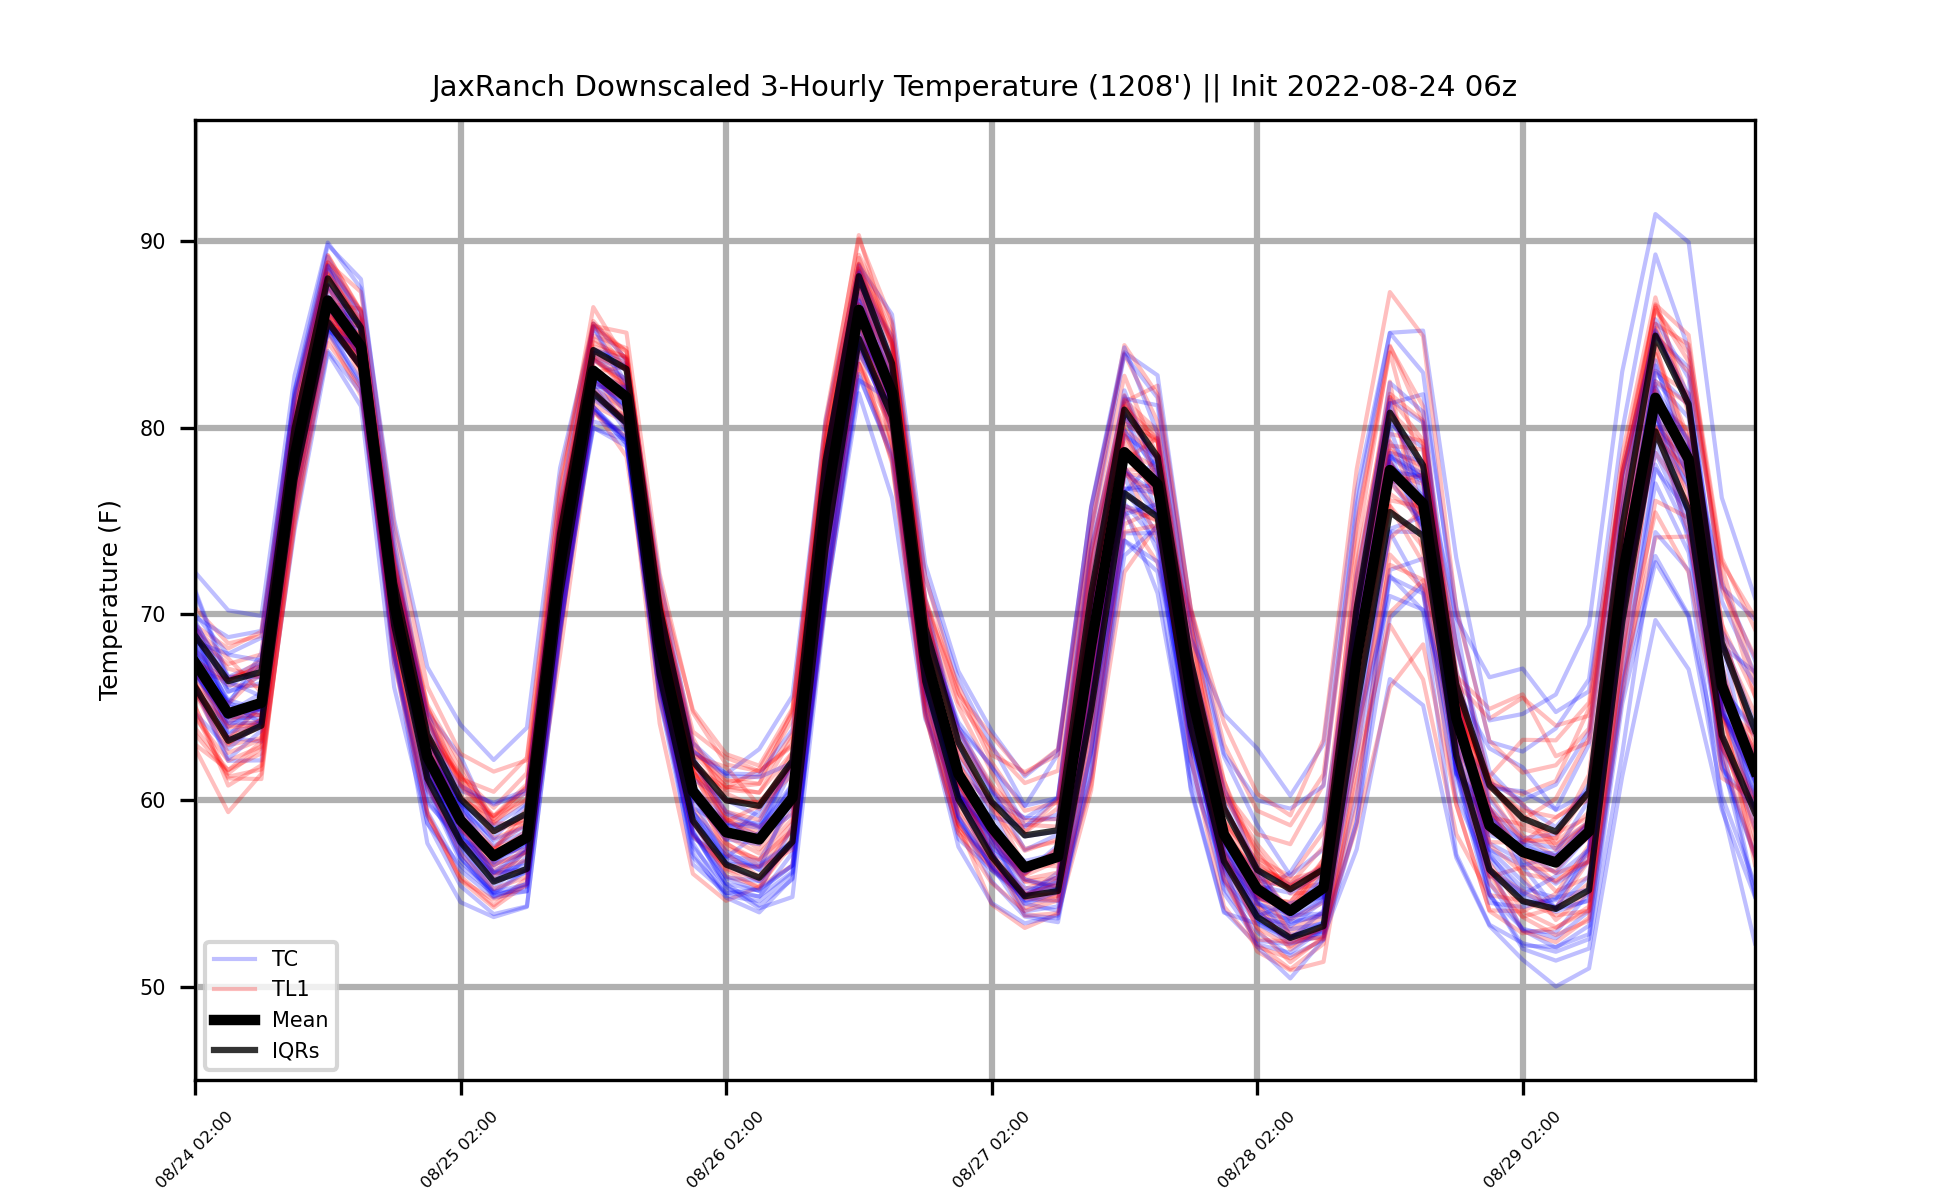 JaxRanch Downscaled 3-Hourly Temperature (1208') || Init 2022-08-24 06z
Temperature (F)
90
80
70
60
50
TC
TL1
Mean
IQRs
08/24 02:00
08/25 02:00
08/26 02:00
08/27 02:00
08/28 02:00
08/29 02:00